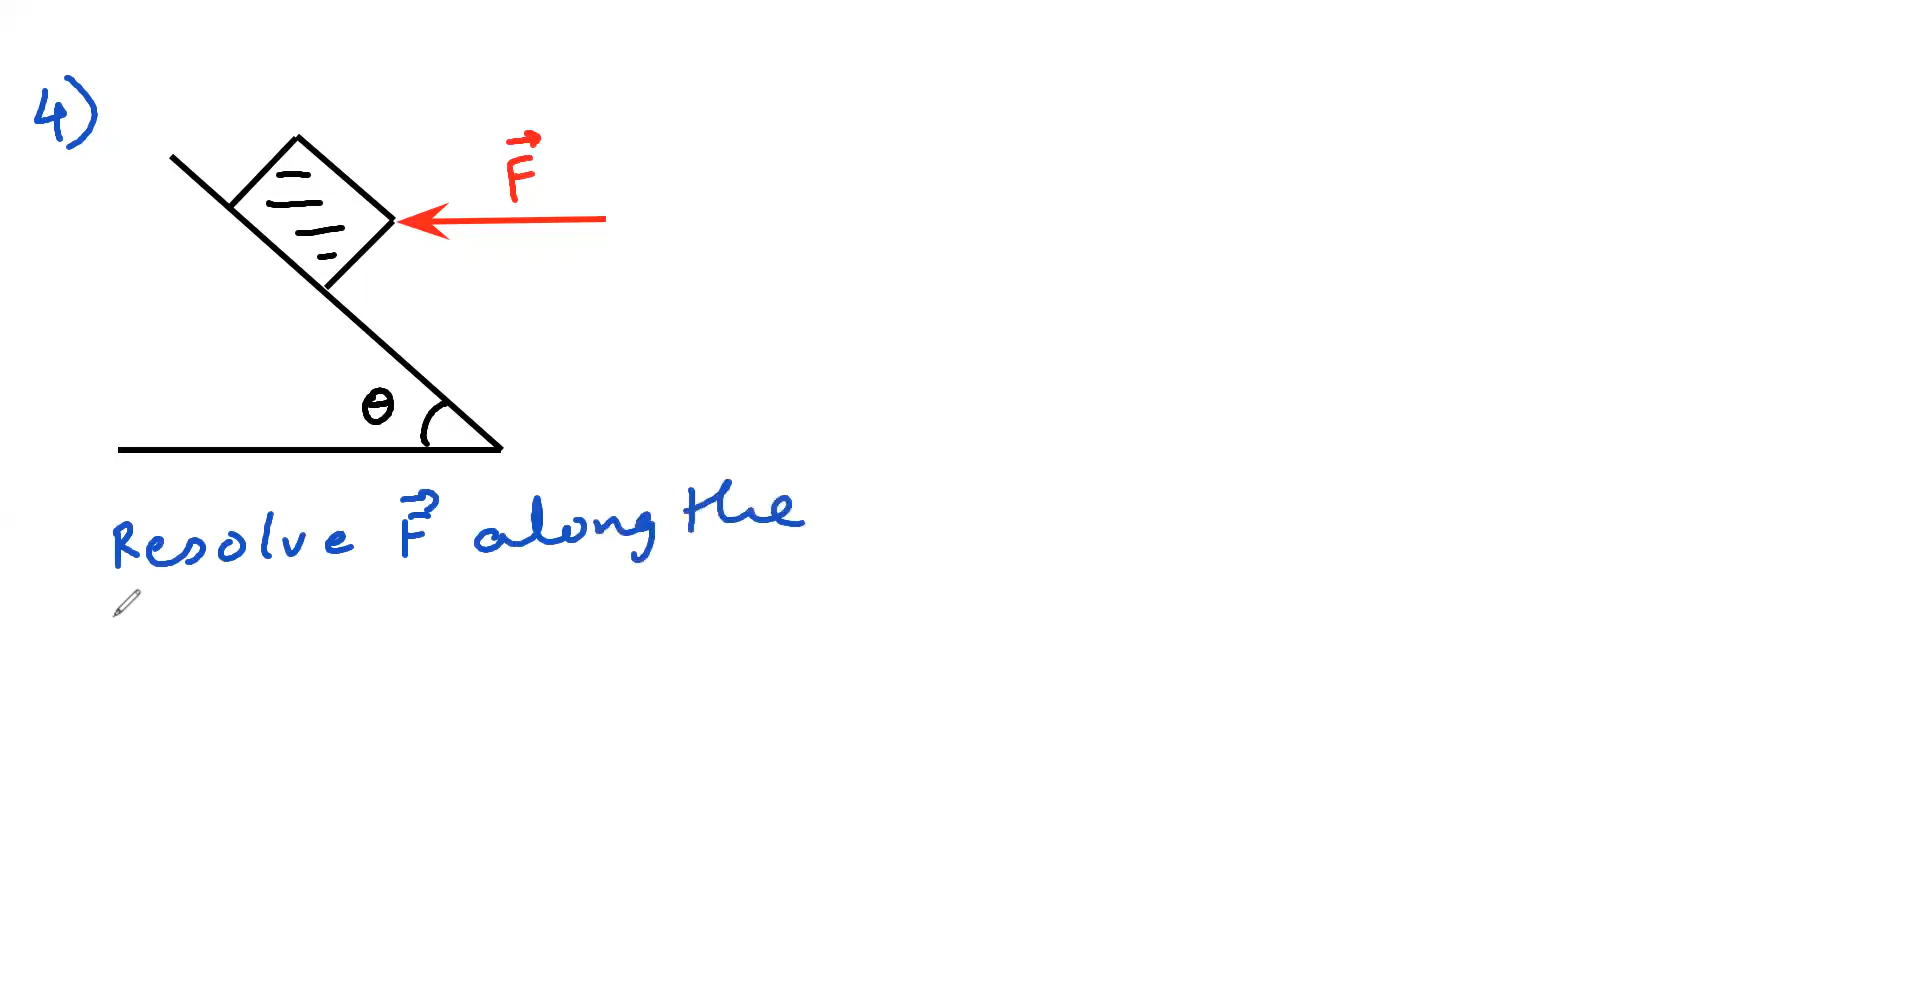 4)
F⃗
θ
Resolve F⃗ along the